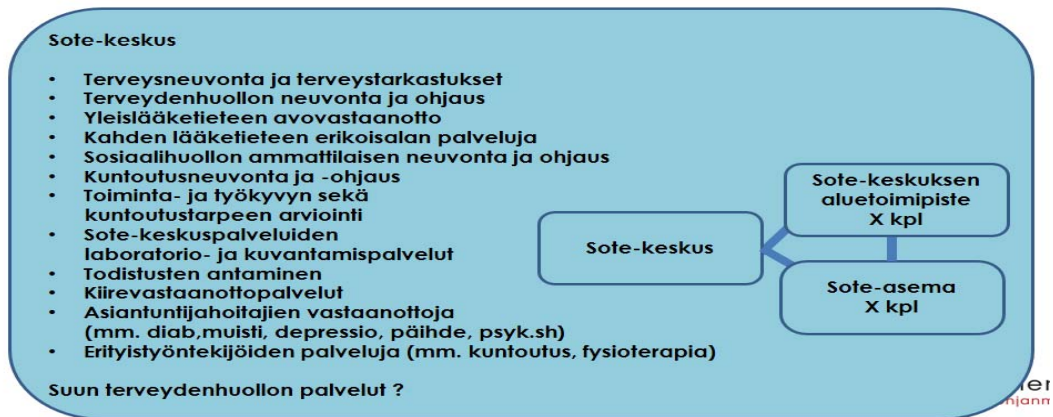 Sote-keskus
• Terveysneuvonta ja terveystarkastukset
• Terveydenhuollon neuvonta ja ohjaus
• Yleislääketieteen avovastaanotto
• Kahden lääketieteen erikoisalan palveluja
• Sosiaalihuollon ammattilaisen neuvonta ja ohjaus
• Kuntoutusneuvonta ja -ohjaus
• Toiminta- ja työkyvyn sekä
kuntoutustarpeen arviointi
• Sote-keskuspalveluiden
laboratorio- ja kuvantamispalvelut
• Todistusten antaminen
• Kiirevastaanottopalvelut
• Asiantuntijahoitajien vastaanottoja
(mm. diab,muisti, depressio, päihde, psyk.sh)
• Erityistyöntekijöiden palveluja (mm. kuntoutus, fysioterapia)
Suun terveydenhuollon palvelut ?
Sote-keskus
Sote-keskuksen
aluetoimipiste
X kpl
Sote-asema
X kpl